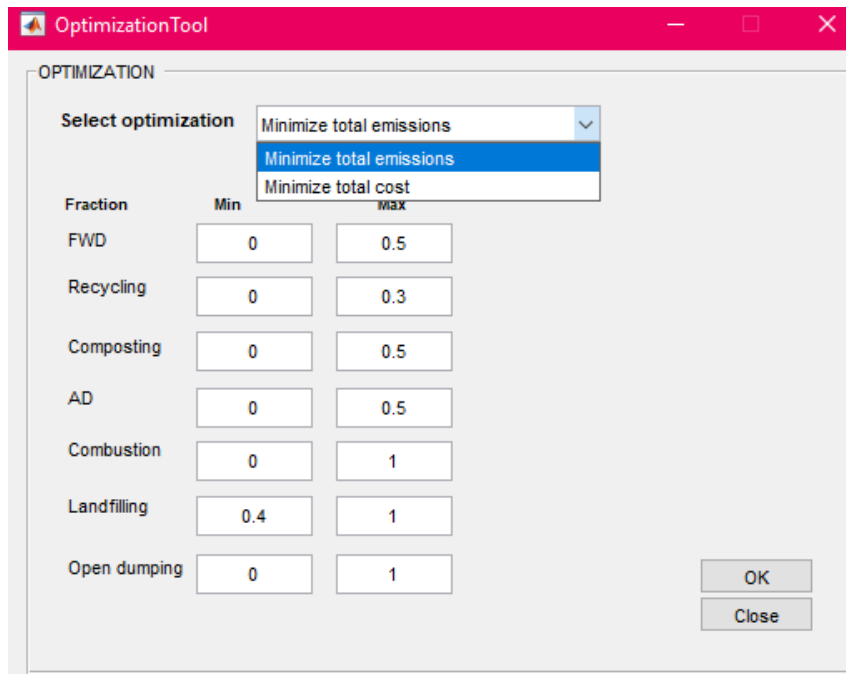 OptimizationTool
OPTIMIZATION
Select optimization Minimize total emissions
Minimize total emissions
Minimize total cost
Fraction Min Max
FWD 0 0.5
Recycling 0 0.3
Composting 0 0.5
AD 0 0.5
Combustion 0 1
Landfilling 0.4 1
Open dumping 0 1
OK
Close